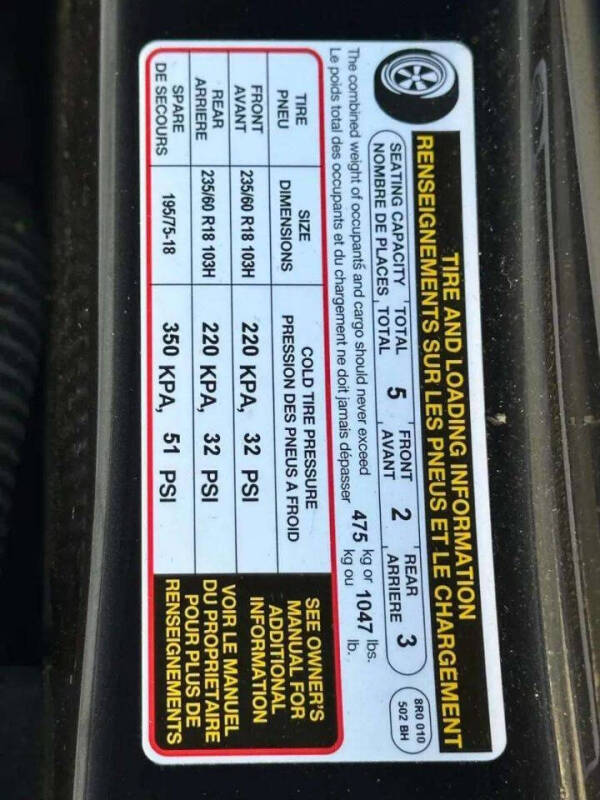 TIRE AND LOADING INFORMATION
RENSEIGNEMENTS SUR LES PNEUS ET LE CHARGEMENT
SEATING CAPACITY TOTAL 5 FRONT 2 REAR 3
NOMBRE DE PLACES TOTAL AVANT ARRIERE
8R0 010
502 BH
The combined weight of occupants and cargo should never exceed 475 kg or 1047 lbs.
Le poids total des occupants et du chargement ne doit jamais dépasser kg ou lb.
TIRE SIZE COLD TIRE PRESSURE
PNEU DIMENSIONS PRESSION DES PNEUS A FROID
FRONT 235/60 R18 103H 220 KPA, 32 PSI
AVANT
REAR 235/60 R18 103H 220 KPA, 32 PSI
ARRIERE
SPARE 195/75-18 350 KPA, 51 PSI
DE SECOURS
SEE OWNER'S
MANUAL FOR
ADDITIONAL
INFORMATION
VOIR LE MANUEL
DU PROPRIETAIRE
POUR PLUS DE
RENSEIGNEMENTS